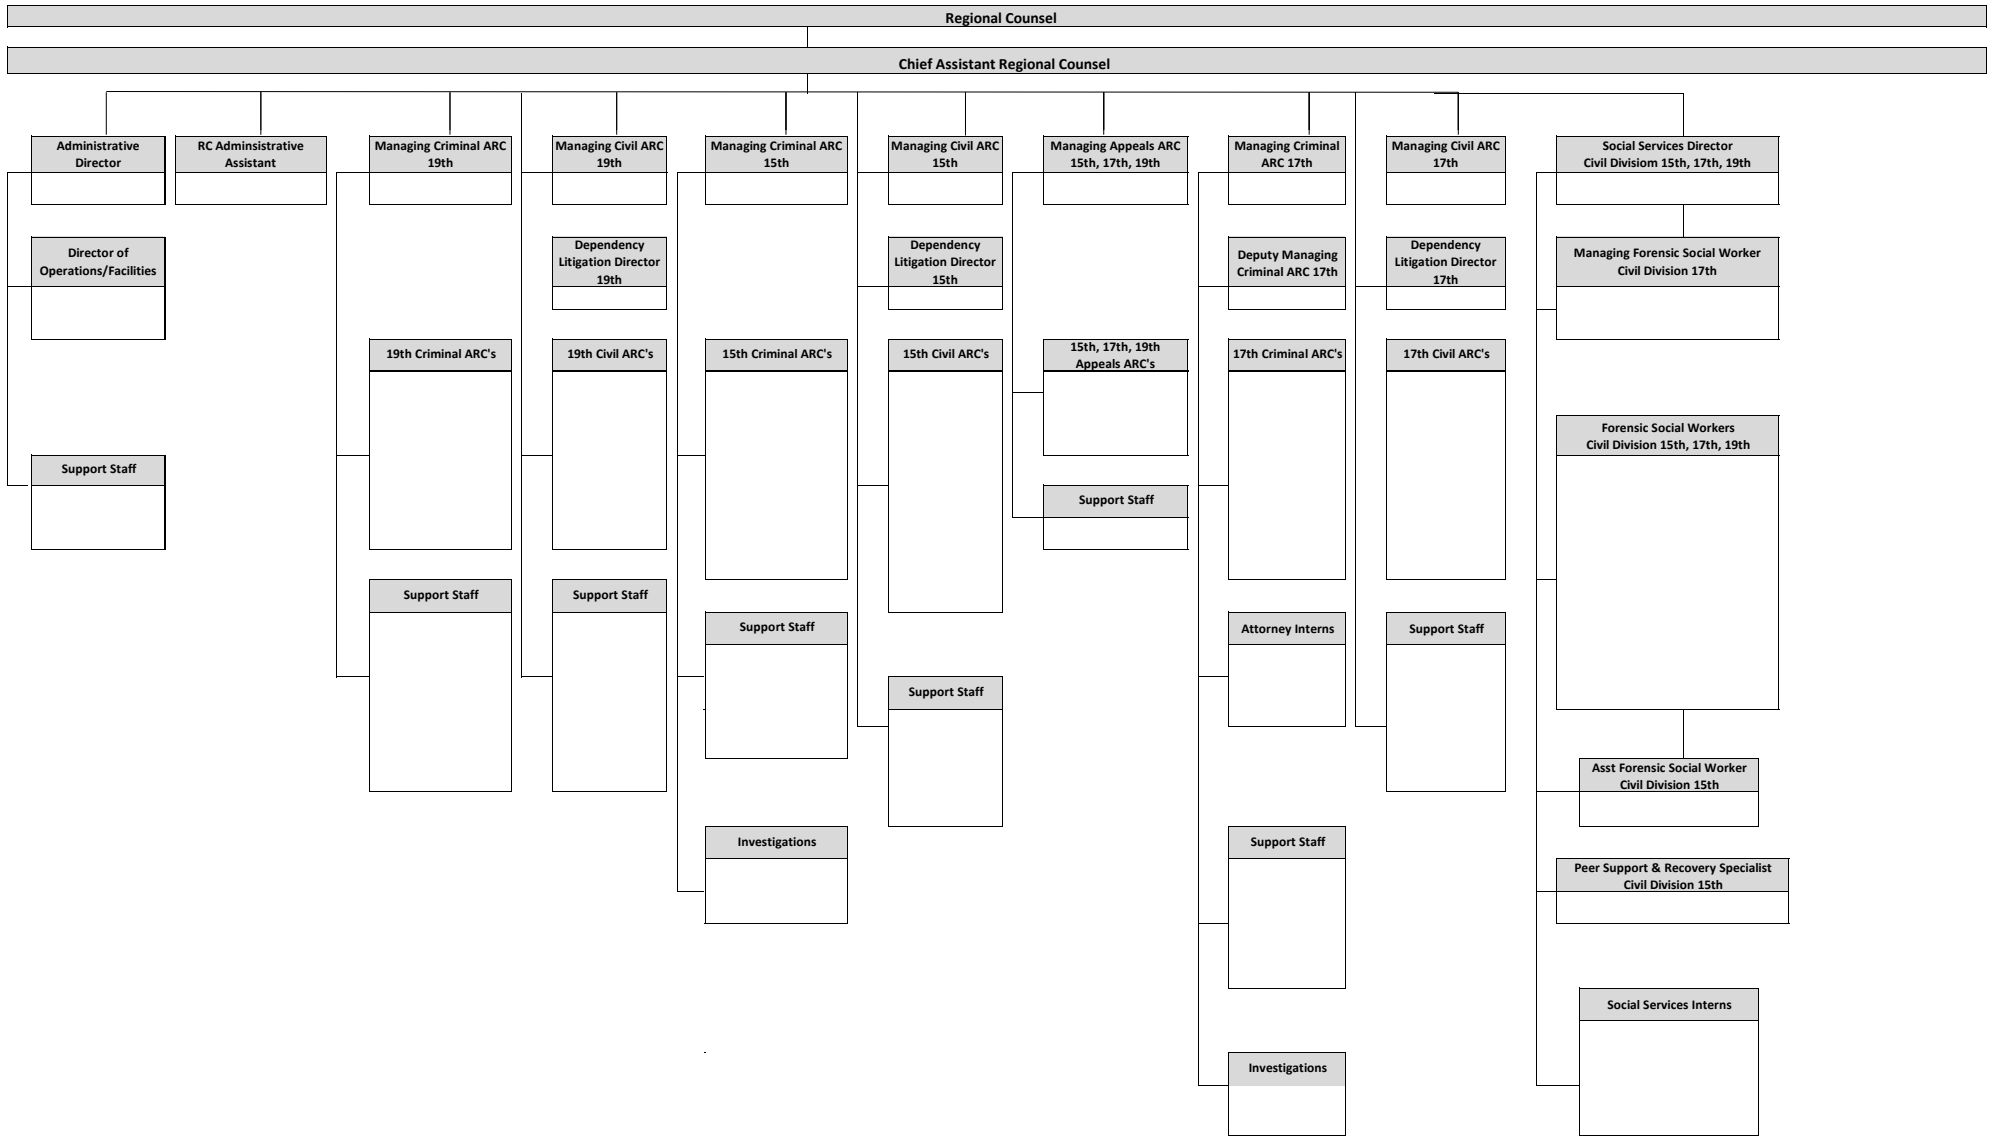 Regional Counsel
Chief Assistant Regional Counsel
Administrative
Director
RC Adminsistrative
Assistant
Managing Criminal ARC
19th
Managing Civil ARC
19th
Managing Criminal ARC
15th
Managing Civil ARC
15th
Managing Appeals ARC
15th, 17th, 19th
Managing Criminal
ARC 17th
Managing Civil ARC
17th
Social Services Director
Civil Divisiom 15th, 17th, 19th
Director of
Operations/Facilities
Dependency
Litigation Director
19th
Dependency
Litigation Director
15th
Deputy Managing
Criminal ARC 17th
Dependency
Litigation Director
17th
Managing Forensic Social Worker
Civil Division 17th
19th Criminal ARC's
19th Civil ARC's
15th Criminal ARC's
15th Civil ARC's
15th, 17th, 19th
Appeals ARC's
17th Criminal ARC's
17th Civil ARC's
Forensic Social Workers
Civil Division 15th, 17th, 19th
Support Staff
Support Staff
Support Staff
Support Staff
Support Staff
Attorney Interns
Support Staff
Support Staff
Asst Forensic Social Worker
Civil Division 15th
Investigations
Support Staff
Peer Support & Recovery Specialist
Civil Division 15th
Social Services Interns
Investigations